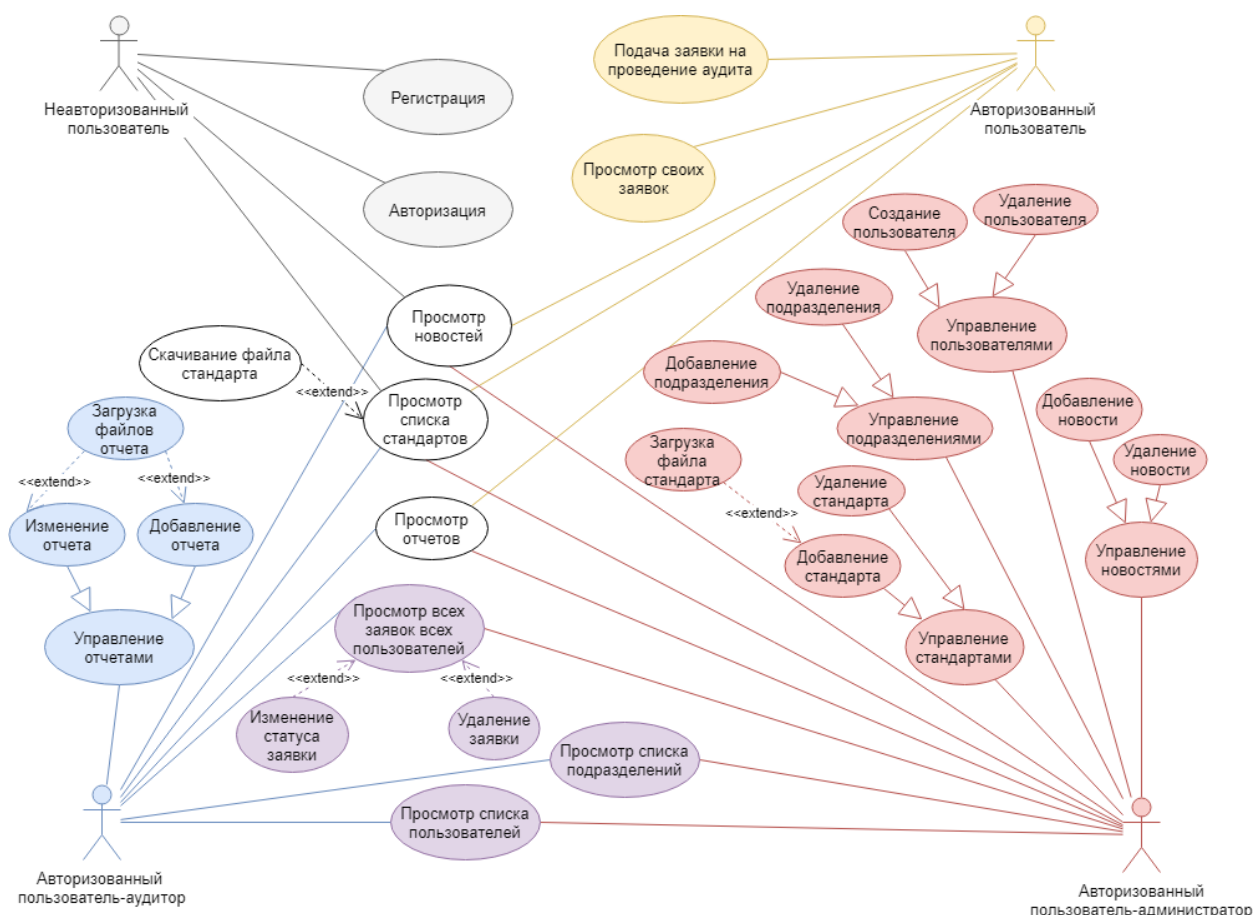 Неавторизованный
пользователь
Регистрация
Авторизация
Подача заявки на
проведение аудита
Просмотр своих
заявок
Авторизованный
пользователь
Создание
пользователя
Удаление
пользователя
Удаление
подразделения
Управление
пользователями
Просмотр
новостей
Скачивание файла
стандарта
<<extend>>
Просмотр
списка
стандартов
Добавление
подразделения
Управление
подразделениями
Добавление
новости
Удаление
новости
Загрузка
файлов
отчета
<<extend>>
<<extend>>
Изменение
отчета
Добавление
отчета
Просмотр
отчетов
Загрузка
файла
стандарта
<<extend>>
Удаление
стандарта
Добавление
стандарта
Управление
новостями
Управление
отчетами
Просмотр всех
заявок всех
пользователей
Управление
стандартами
<<extend>>
<<extend>>
Изменение
статуса
заявки
Удаление
заявки
Просмотр списка
подразделений
Просмотр списка
пользователей
Авторизованный
пользователь-аудитор
Авторизованный
пользователь-администратор